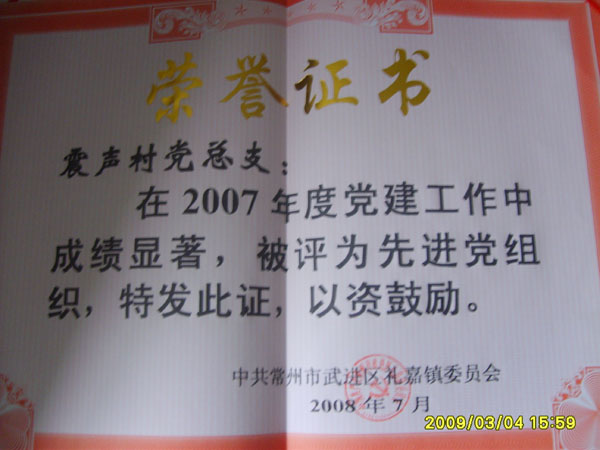 荣誉证书
震声村党总支：
在2007年度党建工作中
成绩显著，被评为先进党组
织，特发此证，以资鼓励。
中共常州市武进区礼嘉镇委员会
2008年7月
2009/03/04 15:59